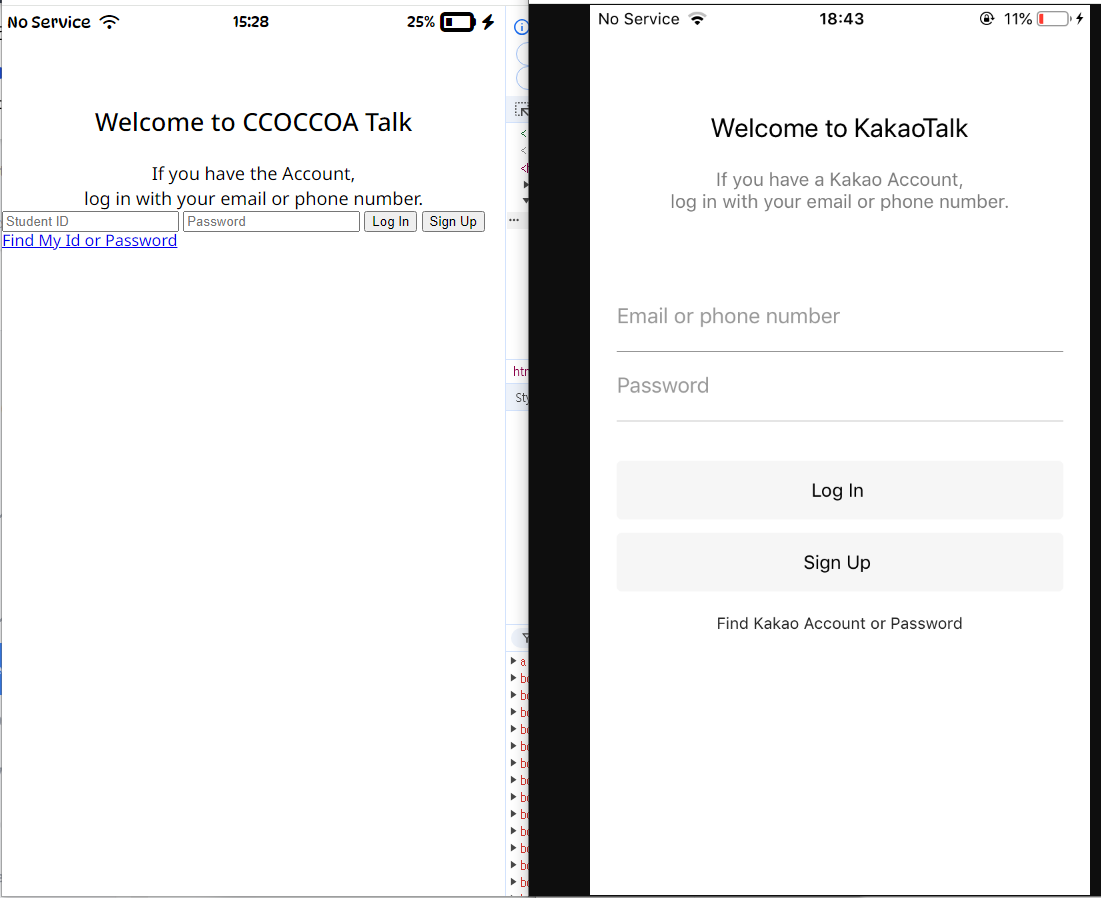 No Service 15:28 25%
Welcome to CCOCCOA Talk
If you have the Account,
log in with your email or phone number.
Student ID Password Log In Sign Up
Find My Id or Password
No Service 18:43 11%
Welcome to KakaoTalk
If you have a Kakao Account,
log in with your email or phone number.
Email or phone number
Password
Log In
Sign Up
Find Kakao Account or Password